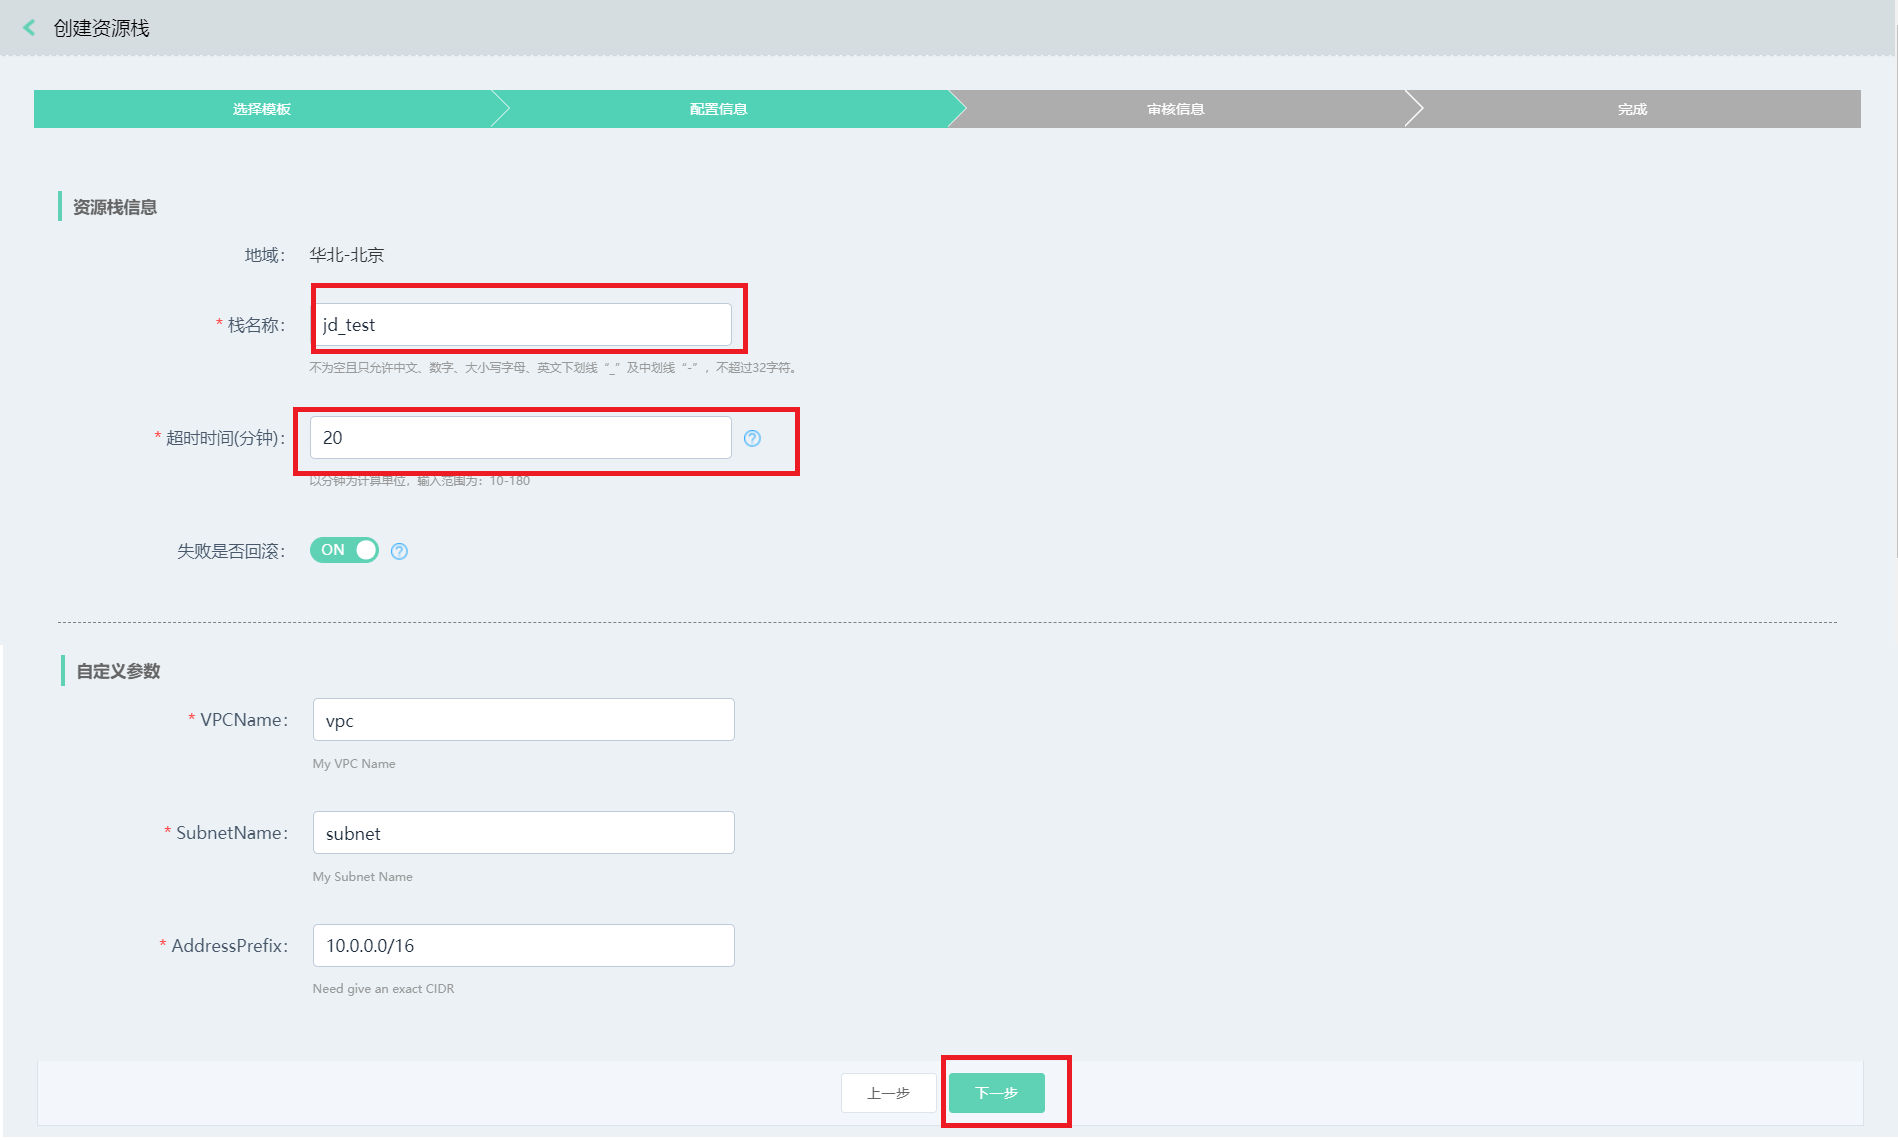 创建资源栈
选择模板
配置信息
审核信息
完成
资源栈信息
地域：
华北-北京
* 栈名称：
jd_test
不为空且只允许中文、数字、大小写字母、英文下划线“_”及中划线“-”，不超过32字符。
* 超时时间(分钟)：
20
以分钟为计算单位，输入范围为：10-180
失败是否回滚：
ON
自定义参数
* VPCName：
vpc
My VPC Name
* SubnetName：
subnet
My Subnet Name
* AddressPrefix：
10.0.0.0/16
Need give an exact CIDR
上一步
下一步